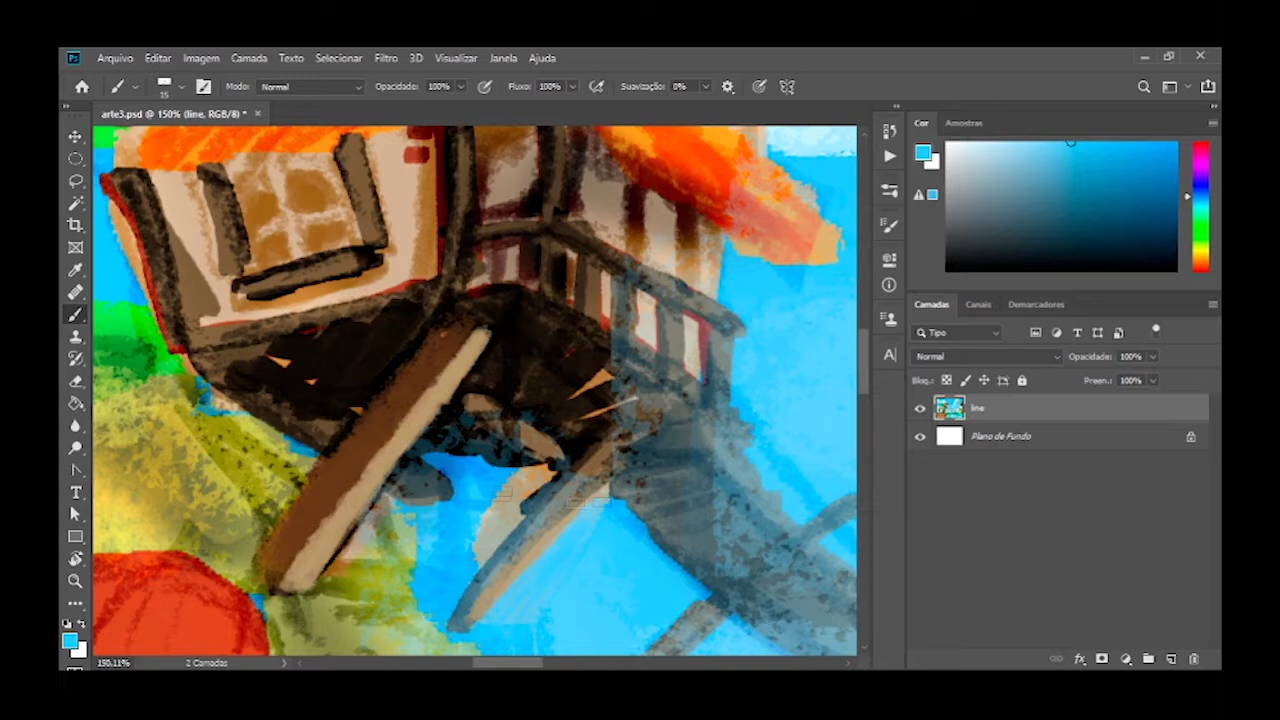 Ps Arquivo Editar Imagem Camada Texto Selecionar Filtro 3D Visualizar Janela Ajuda
15 Modo: Normal Opacidade: 100% Fluxo: 100% Suavização: 0%
arte3.psd @ 150% (line, RGB/8) *
Cor Amostras
Camadas Canais Demarcadores
Tipo
Normal Opacidade: 100%
Bloq.: Preen.: 100%
line
Plano de Fundo
150,11% 2 Camadas